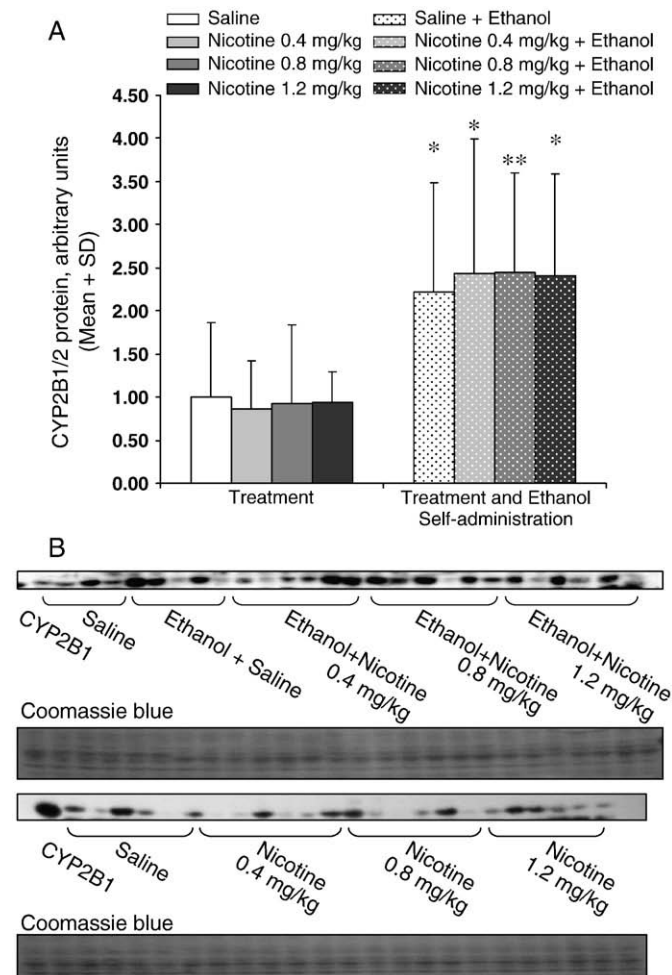 A
Saline
Saline + Ethanol
Nicotine 0.4 mg/kg
Nicotine 0.4 mg/kg + Ethanol
Nicotine 0.8 mg/kg
Nicotine 0.8 mg/kg + Ethanol
Nicotine 1.2 mg/kg
Nicotine 1.2 mg/kg + Ethanol
CYP2B1/2 protein, arbitrary units
(Mean + SD)
4.50
4.00
3.50
3.00
2.50
2.00
1.50
1.00
0.50
0.00
*
*
**
*
Treatment
Treatment and Ethanol
Self-administration
B
CYP2B1
Saline
Ethanol + Saline
Ethanol+Nicotine
0.4 mg/kg
Ethanol+Nicotine
0.8 mg/kg
Ethanol+Nicotine
1.2 mg/kg
Coomassie blue
CYP2B1
Saline
Nicotine
0.4 mg/kg
Nicotine
0.8 mg/kg
Nicotine
1.2 mg/kg
Coomassie blue